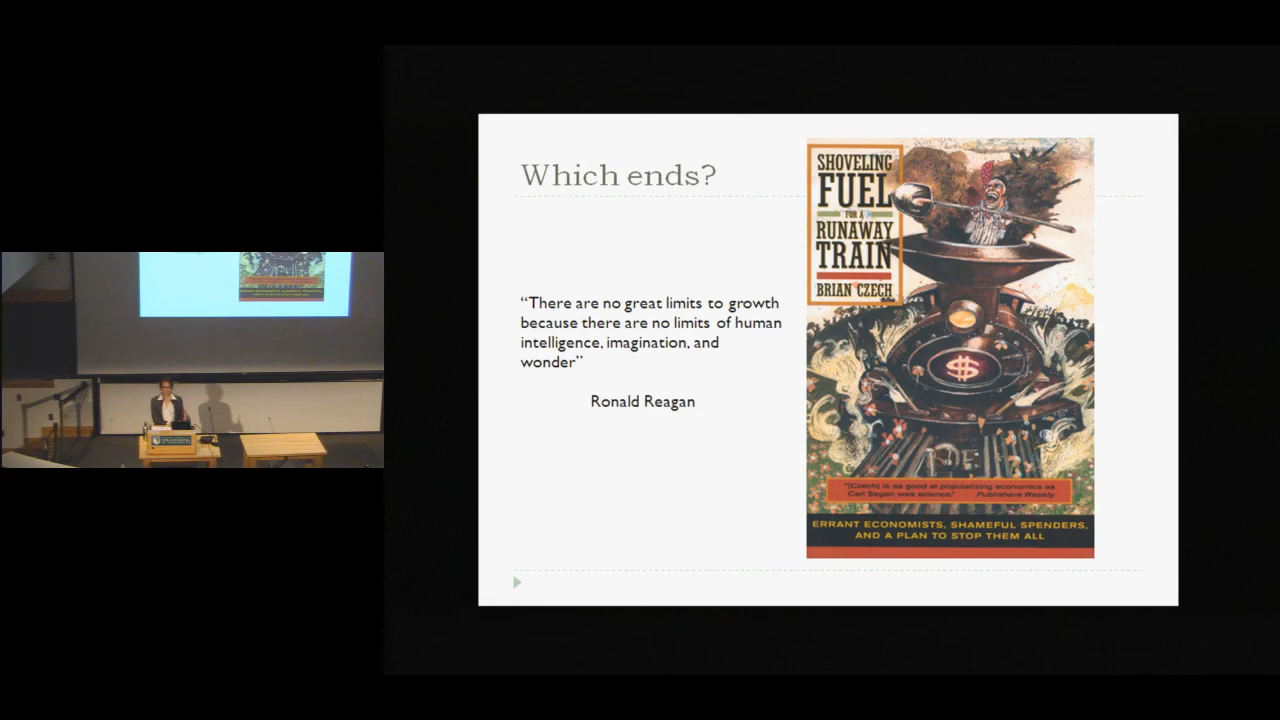 Which ends?
“There are no great limits to growth
because there are no limits of human
intelligence, imagination, and
wonder”
Ronald Reagan
SHOVELING
FUEL
FOR A
RUNAWAY
TRAIN
BRIAN CZECH
$
"[Czech] is as good at popularizing economics as
Carl Sagan was science." Publishers Weekly
ERRANT ECONOMISTS, SHAMEFUL SPENDERS,
AND A PLAN TO STOP THEM ALL